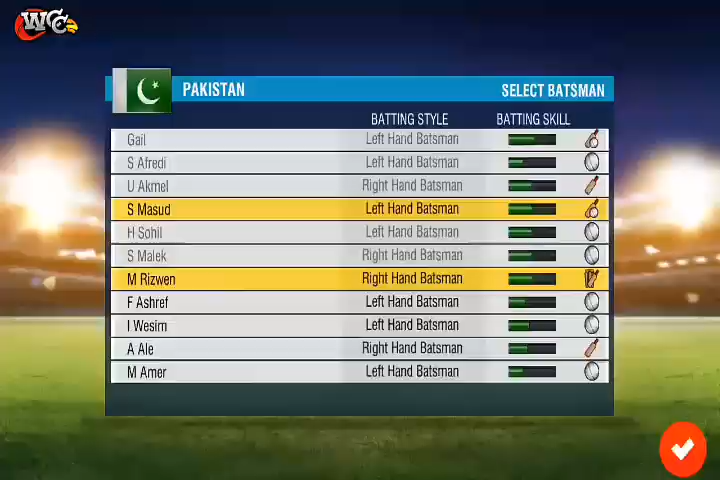 WCC
PAKISTAN SELECT BATSMAN
BATTING STYLE BATTING SKILL
Gail Left Hand Batsman
S Afredi Left Hand Batsman
U Akmel Right Hand Batsman
S Masud Left Hand Batsman
H Sohil Left Hand Batsman
S Malek Right Hand Batsman
M Rizwen Right Hand Batsman
F Ashref Left Hand Batsman
I Wesim Left Hand Batsman
A Ale Right Hand Batsman
M Amer Left Hand Batsman